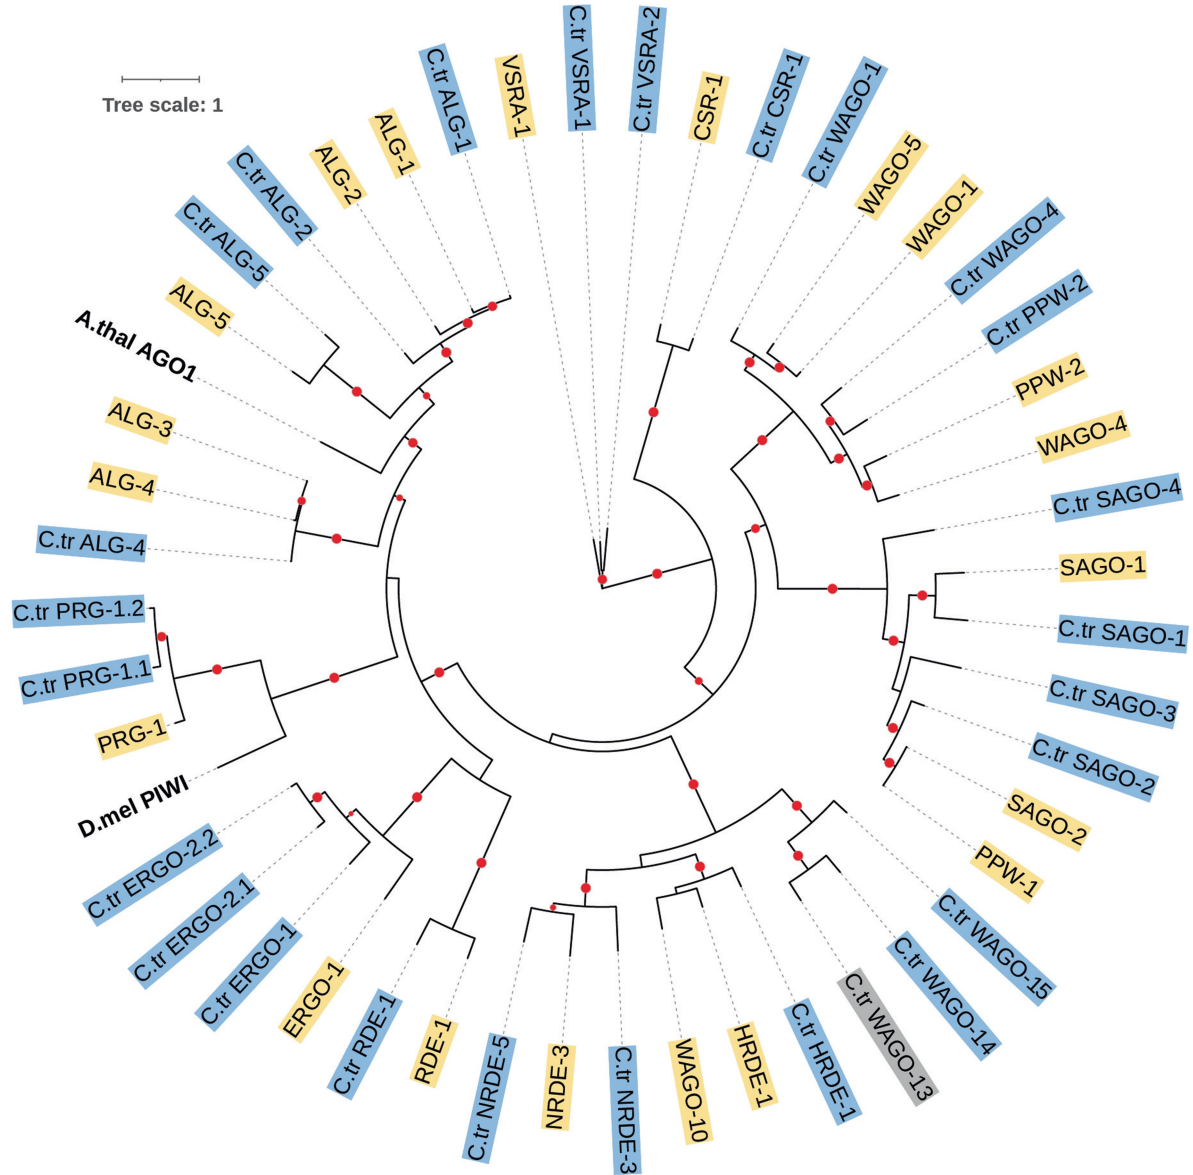 Tree scale: 1
VSRA-1
C.tr VSRA-1
C.tr VSRA-2
CSR-1
C.tr CSR-1
C.tr WAGO-1
WAGO-5
WAGO-1
C.tr WAGO-4
C.tr PPW-2
PPW-2
WAGO-4
C.tr SAGO-4
SAGO-1
C.tr SAGO-1
C.tr SAGO-3
C.tr SAGO-2
SAGO-2
PPW-1
C.tr WAGO-15
C.tr WAGO-14
C.tr WAGO-13
C.tr HRDE-1
HRDE-1
WAGO-10
C.tr NRDE-3
NRDE-3
C.tr NRDE-5
RDE-1
C.tr RDE-1
ERGO-1
C.tr ERGO-1
C.tr ERGO-2.1
C.tr ERGO-2.2
D.mel PIWI
PRG-1
C.tr PRG-1.1
C.tr PRG-1.2
C.tr ALG-4
ALG-4
ALG-3
A.thal AGO1
ALG-5
C.tr ALG-5
C.tr ALG-2
ALG-2
ALG-1
C.tr ALG-1